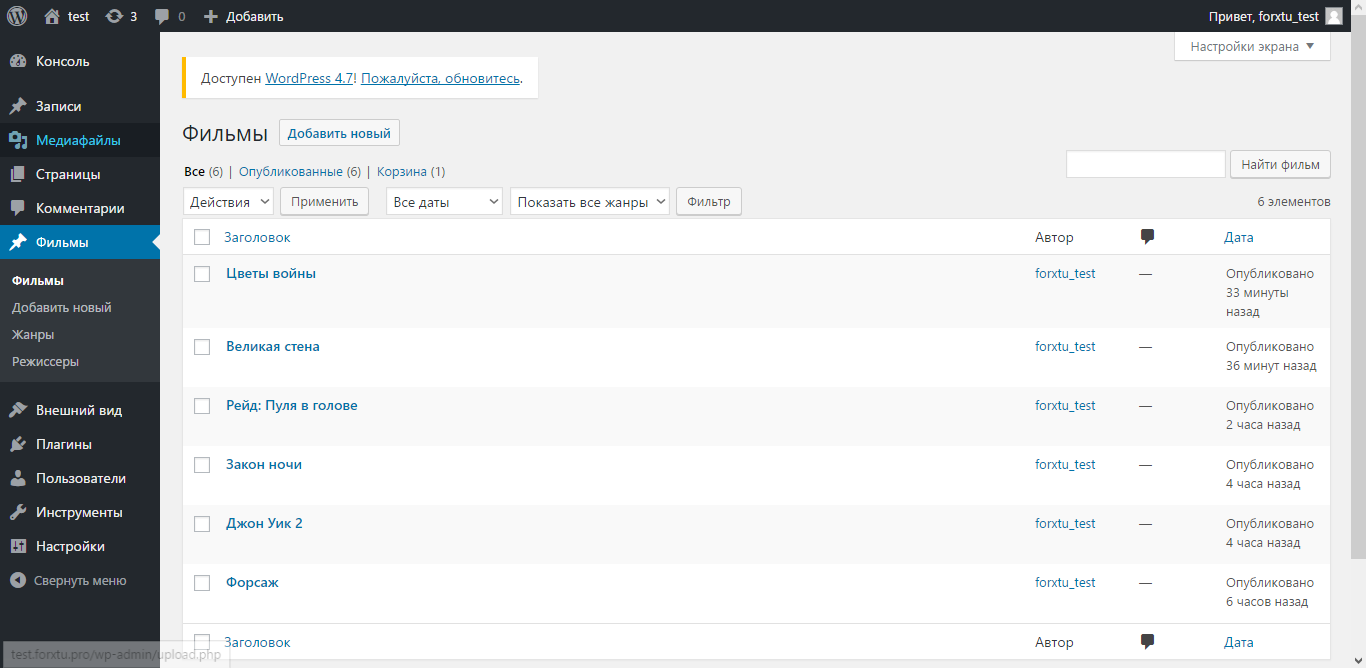 test 3 0 Добавить Привет, forxtu_test
Настройки экрана
Консоль
Записи
Медиафайлы
Страницы
Комментарии
Фильмы
Фильмы
Добавить новый
Жанры
Режиссеры
Внешний вид
Плагины
Пользователи
Инструменты
Настройки
Свернуть меню
Доступен WordPress 4.7! Пожалуйста, обновитесь.
Фильмы Добавить новый
Все (6) | Опубликованные (6) | Корзина (1)
Найти фильм
Действия Применить Все даты Показать все жанры Фильтр 6 элементов
Заголовок Автор Дата
Цветы войны forxtu_test — Опубликовано
33 минуты
назад
Великая стена forxtu_test — Опубликовано
36 минут назад
Рейд: Пуля в голове forxtu_test — Опубликовано
2 часа назад
Закон ночи forxtu_test — Опубликовано
4 часа назад
Джон Уик 2 forxtu_test — Опубликовано
4 часа назад
Форсаж forxtu_test — Опубликовано
6 часов назад
Заголовок Автор Дата
test.forxtu.pro/wp-admin/upload.php